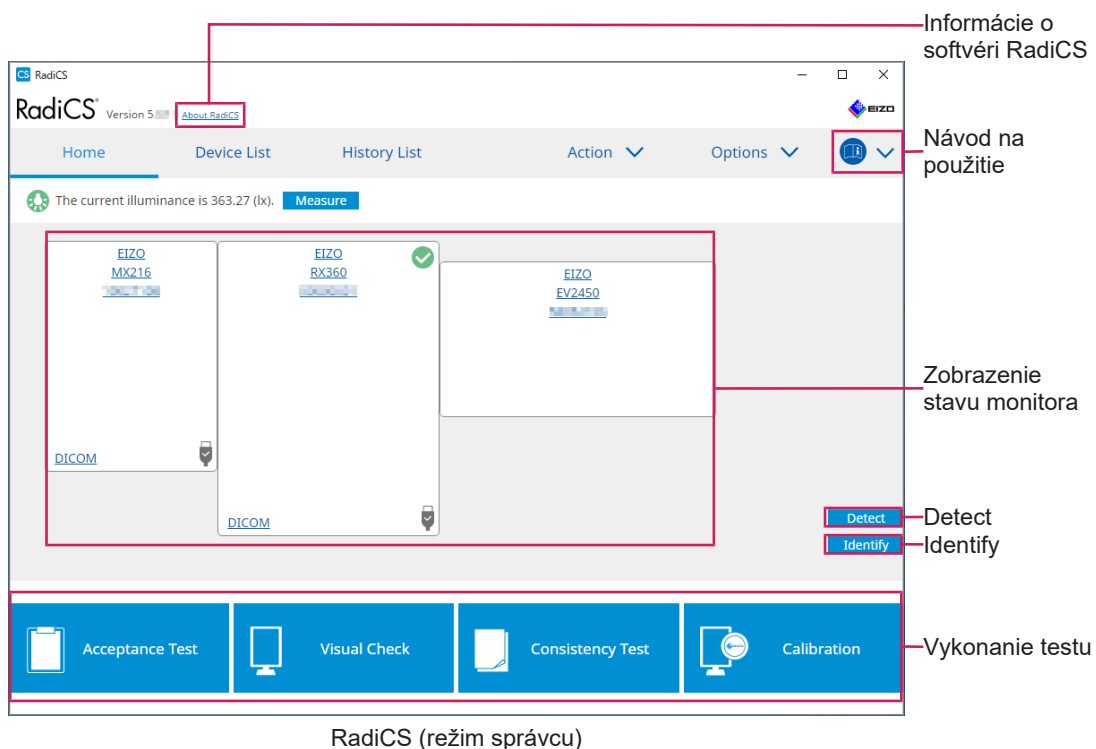 Informácie o
softvéri RadiCS
CS RadiCS
RadiCS Version 5. About RadiCS
EIZO
Návod na
použitie
Home Device List History List Action Options
The current illuminance is 363.27 (lx). Measure
EIZO
MX216
EIZO
RX360
EIZO
EV2450
Zobrazenie
stavu monitora
DICOM
DICOM
Detect Detect
Identify Identify
Acceptance Test Visual Check Consistency Test Calibration
Vykonanie testu
RadiCS (režim správcu)